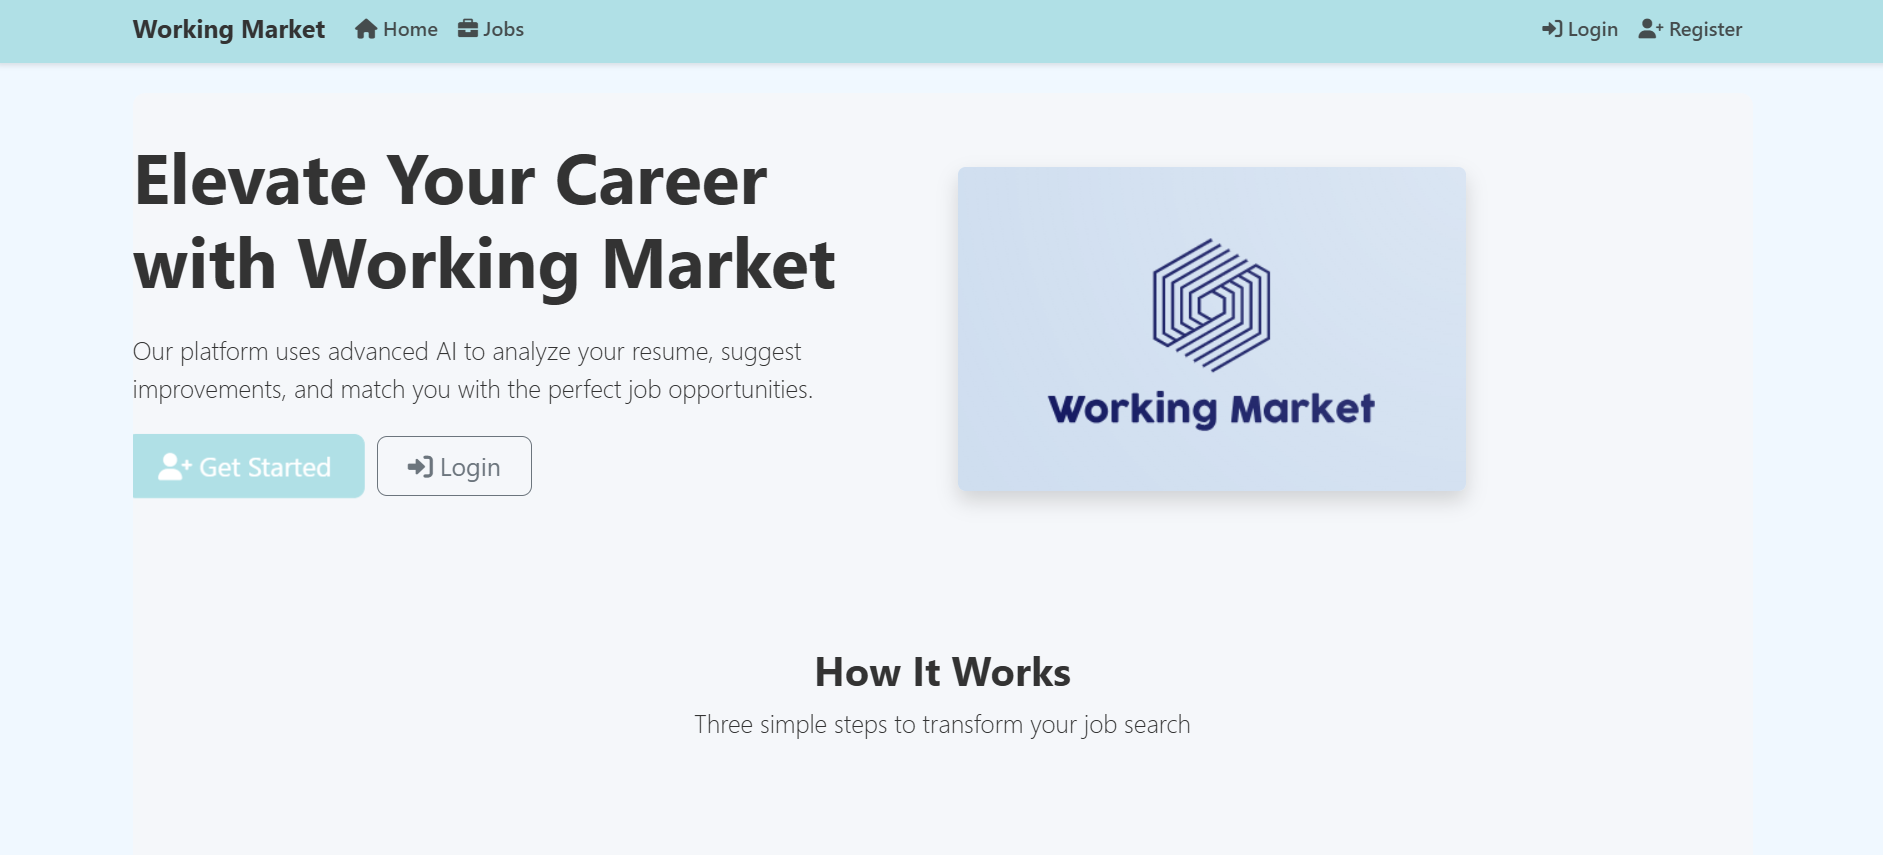 Working Market Home Jobs Login Register
Elevate Your Career
with Working Market
Our platform uses advanced AI to analyze your resume, suggest
improvements, and match you with the perfect job opportunities.
Get Started Login
Working Market
How It Works
Three simple steps to transform your job search